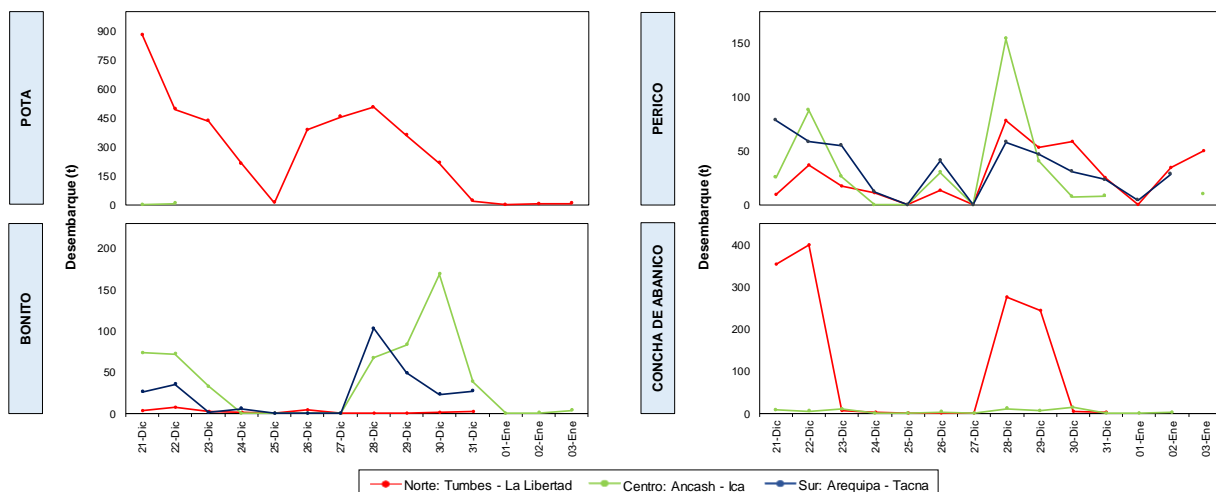 POTA
Desembarque (t)
900
750
600
450
300
150
0
PERICO
Desembarque (t)
150
100
50
0
BONITO
200
150
100
50
0
21-Dic
22-Dic
23-Dic
24-Dic
25-Dic
26-Dic
27-Dic
28-Dic
29-Dic
30-Dic
31-Dic
01-Ene
02-Ene
03-Ene
CONCHA DE ABANICO
400
300
200
100
0
21-Dic
22-Dic
23-Dic
24-Dic
25-Dic
26-Dic
27-Dic
28-Dic
29-Dic
30-Dic
31-Dic
01-Ene
02-Ene
03-Ene
Norte: Tumbes - La Libertad Centro: Ancash - Ica Sur: Arequipa - Tacna